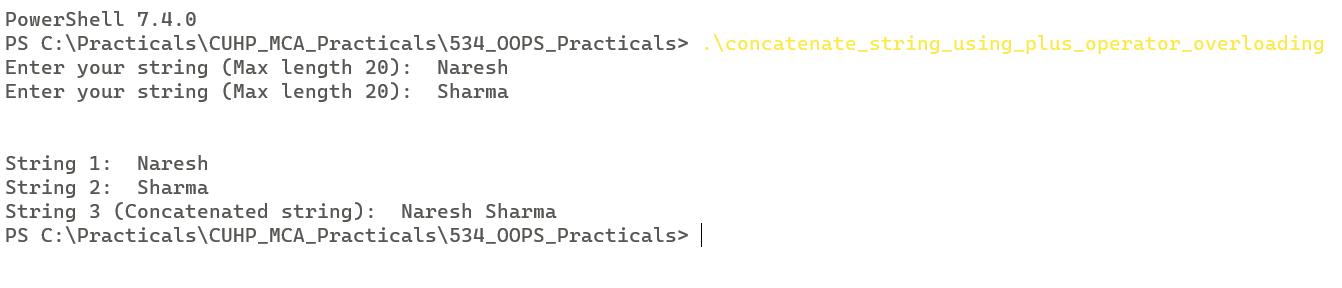 PowerShell 7.4.0
PS C:\Practicals\CUHP_MCA_Practicals\534_OOPS_Practicals> .\concatenate_string_using_plus_operator_overloading
Enter your string (Max length 20):  Naresh
Enter your string (Max length 20):  Sharma
String 1:  Naresh
String 2:  Sharma
String 3 (Concatenated string):  Naresh Sharma
PS C:\Practicals\CUHP_MCA_Practicals\534_OOPS_Practicals>